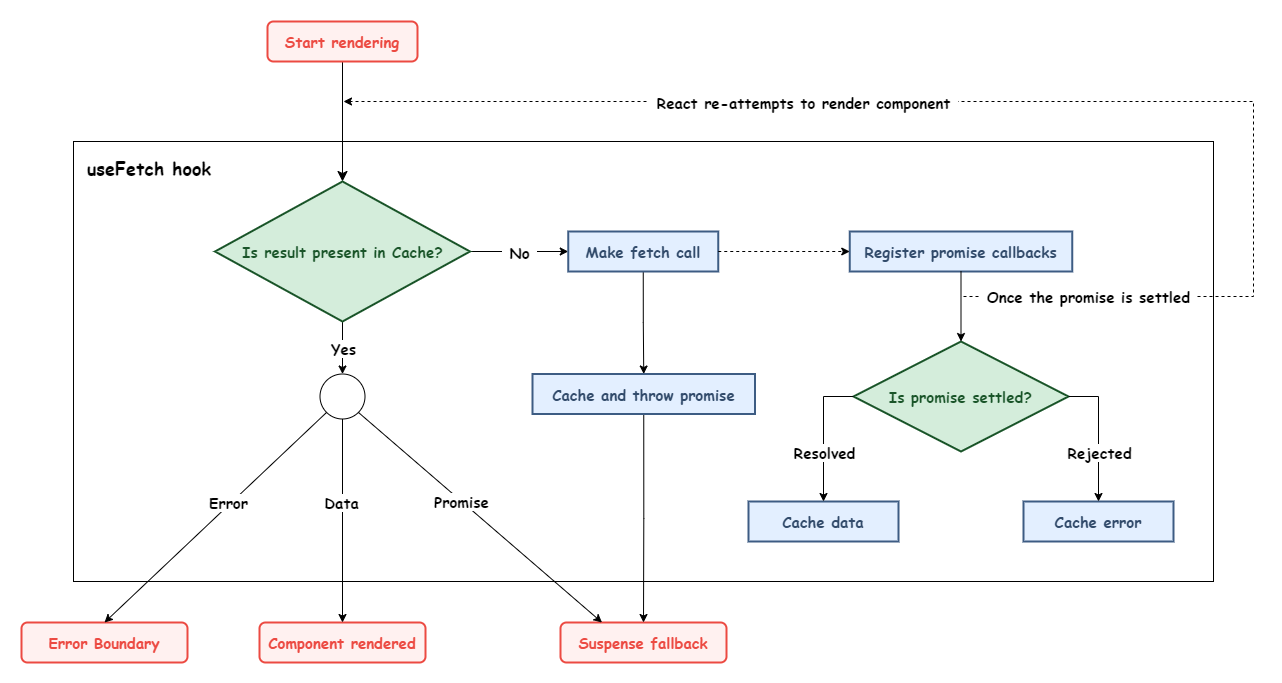 Start rendering
React re-attempts to render component
useFetch hook
Is result present in Cache?
No
Make fetch call
Register promise callbacks
Once the promise is settled
Yes
Cache and throw promise
Is promise settled?
Resolved
Rejected
Error
Data
Promise
Cache data
Cache error
Error Boundary
Component rendered
Suspense fallback